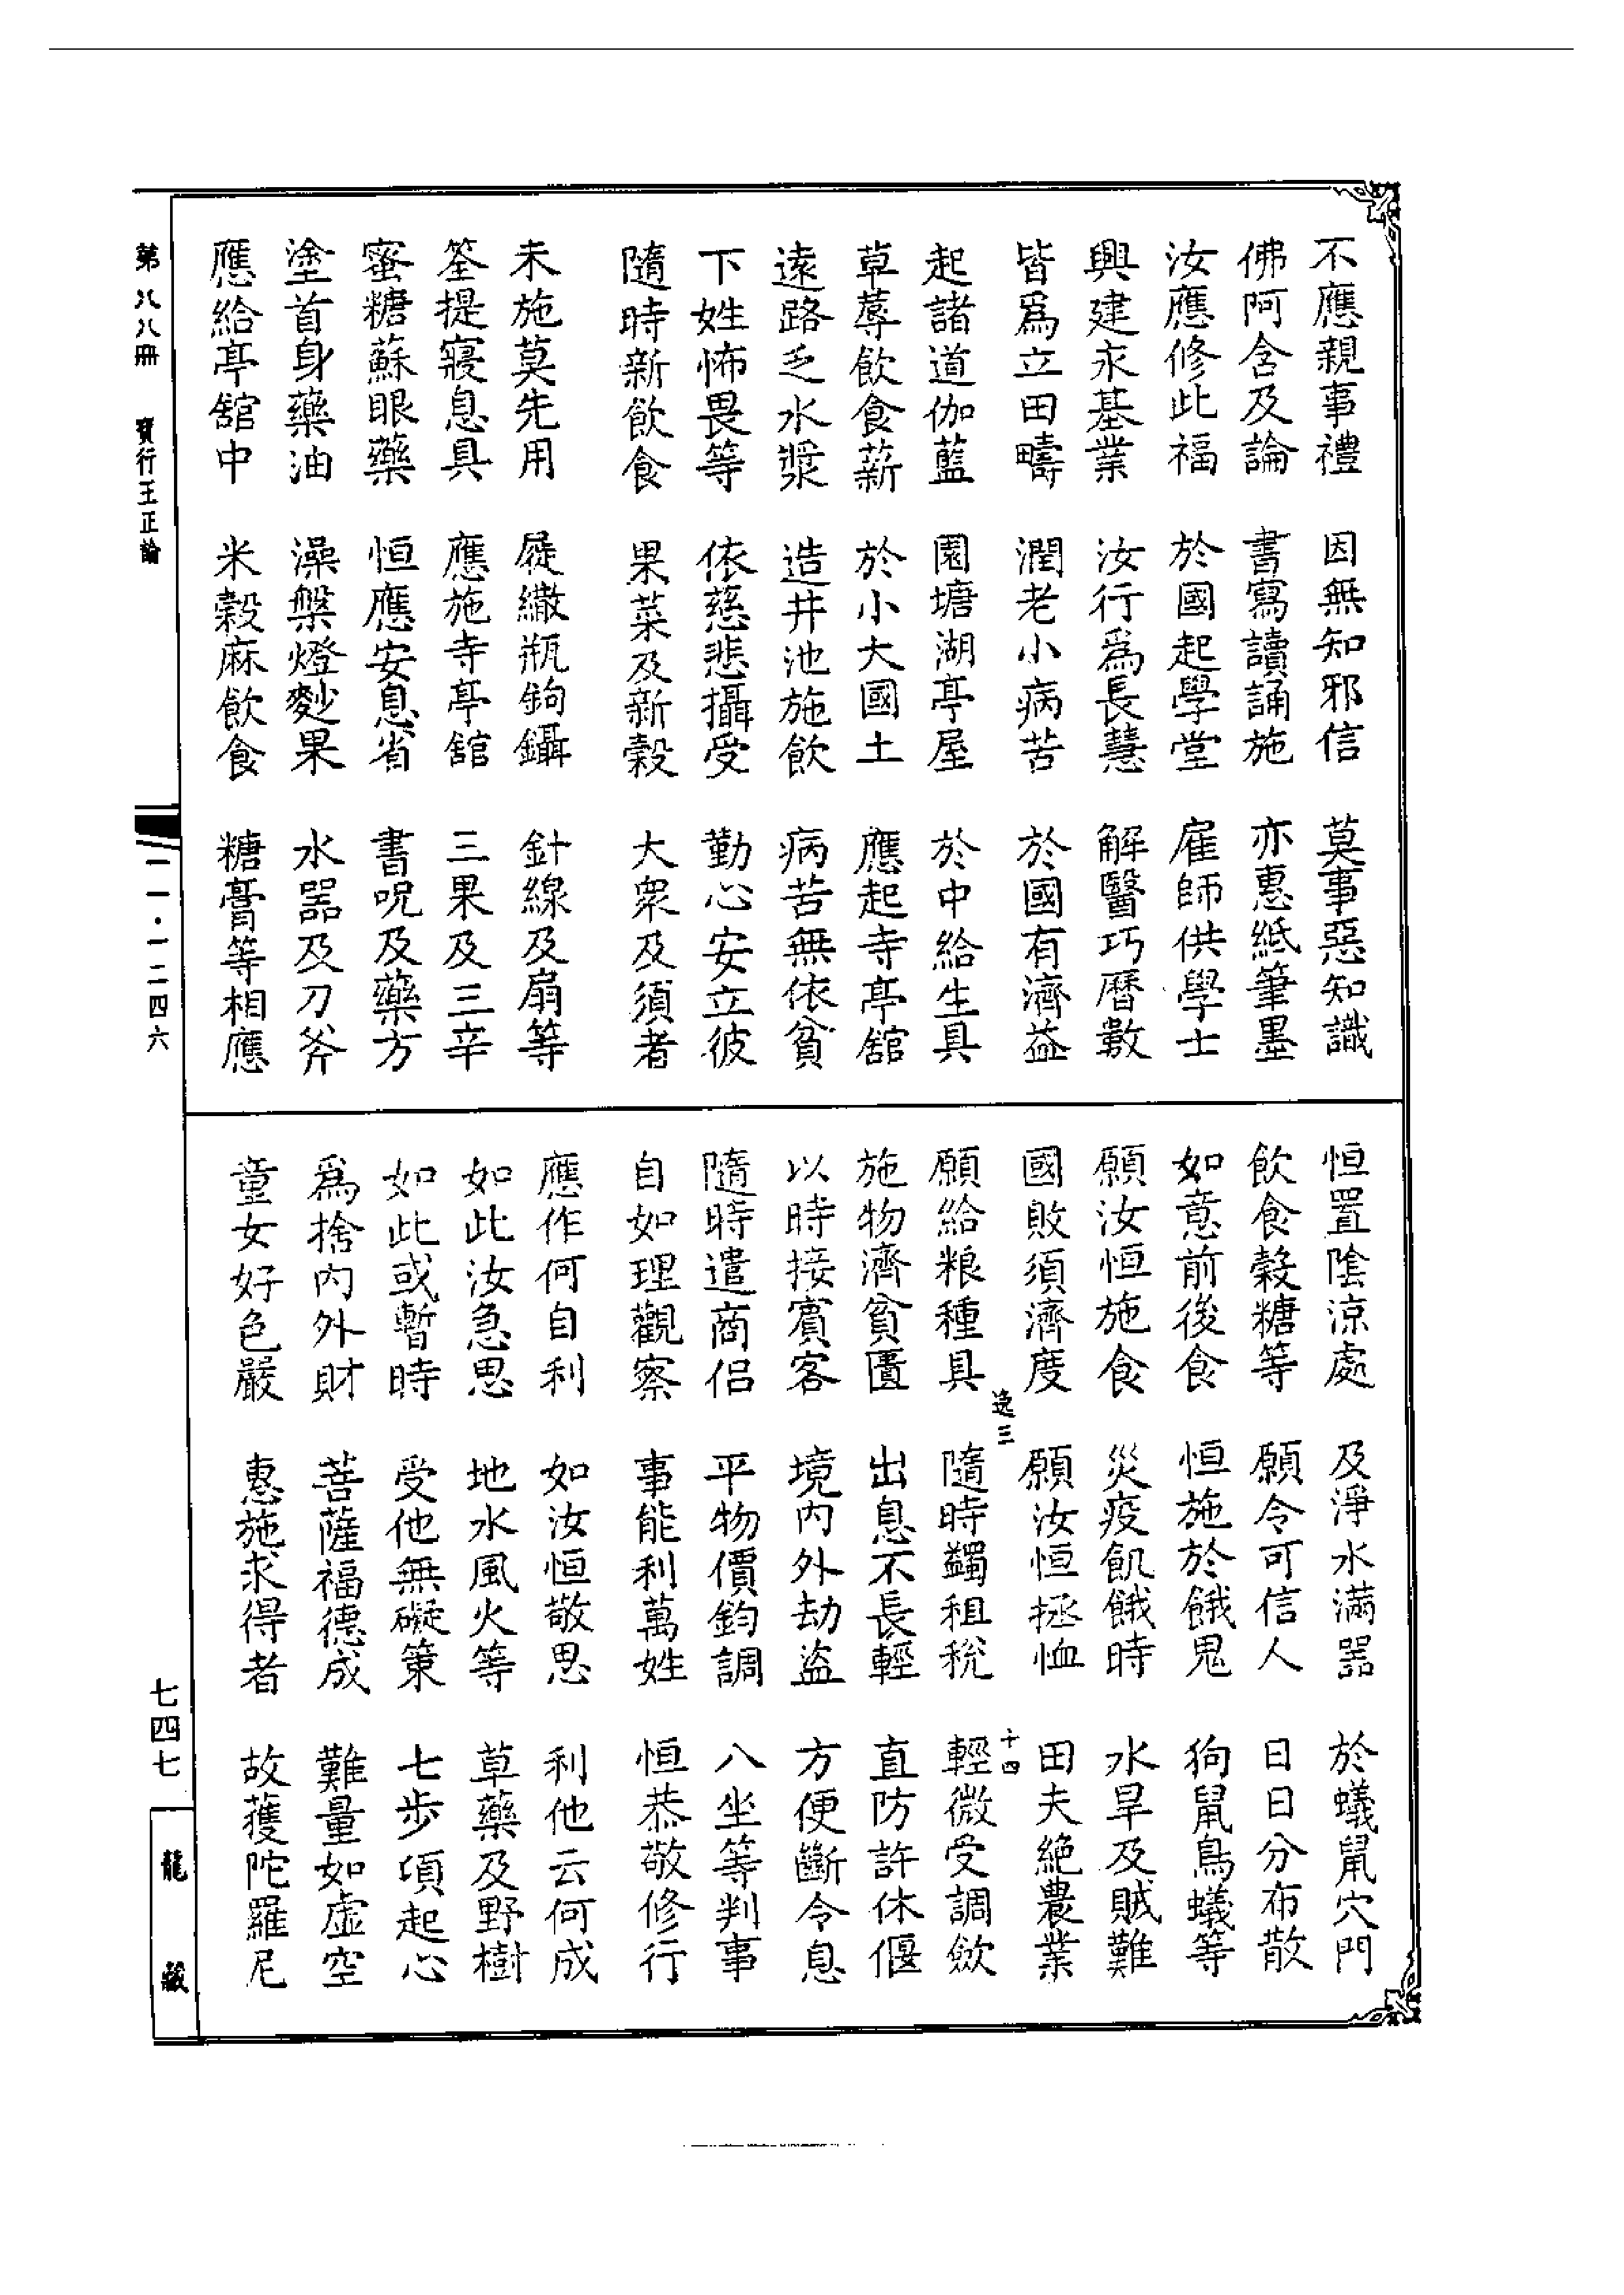 不應親事禮　因無知邪信　莫事惡知識
佛阿含及論　書寫讀誦施　亦惠紙筆墨
汝應修此福　於國起學堂　雇師供學士
興建永基業　汝行爲長慧　解醫巧曆數
皆爲立田疇　潤老小病苦　於國有濟益
起諸道伽藍　園塘湖亭屋　於中給生具
草蓐飲食薪　於小大國土　應起寺亭舘
遠路乏水漿　造井池施飲　病苦無依貧
下姓怖畏等　依慈悲攝受　勤心安立彼
隨時新飲食　果菜及新穀　大衆及須者
未施莫先用　屣繖瓶鉤鑷　針線及扇等
筌提寢息具　應施寺亭舘　三果及三辛
蜜糖蘇眼藥　恒應安息省　書呪及藥方
塗首身藥油　澡槃燈麨果　水器及刀斧
應給亭舘中　米穀麻飲食　糖膏等相應
恒置陰涼處　及淨水滿器　於蟻鼠穴門
飲食穀糖等　願令可信人　日日分布散
如意前後食　恒施於餓鬼　狗鼠鳥蟻等
願汝恒施食　災疫飢餓時　水旱及賊難
國敗須濟度　願汝恒拯恤　田夫絕農業
逸三　十四
願給粮種具　隨時蠲租稅　輕微受調斂
施物濟貧匱　出息不長輕　直防許休偃
以時接賓客　境內外劫盜　方便斷令息
隨時遣商侶　平物價鈞調　八坐等判事
自如理觀察　事能利萬姓　恒恭敬修行
應作何自利　如汝恒敬思　利他云何成
如此汝急思　地水風火等　草藥及野樹
如此或暫時　受他無礙策　七步項起心
爲捨內外財　菩薩福德成　難量如虛空
童女好色嚴　惠施求得者　故獲陀羅尼
第八八冊　寶行王正論　一一·一二四六　七四七　龍藏